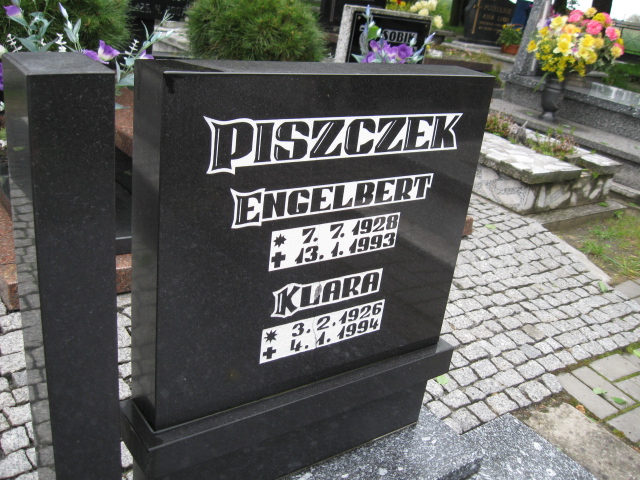 PISZCZEK
ENGELBERT
✷ 7. 7. 1928
✝ 13. 1. 1993
KLARA
✷ 3. 2. 1926
✝ 4. 1. 1994